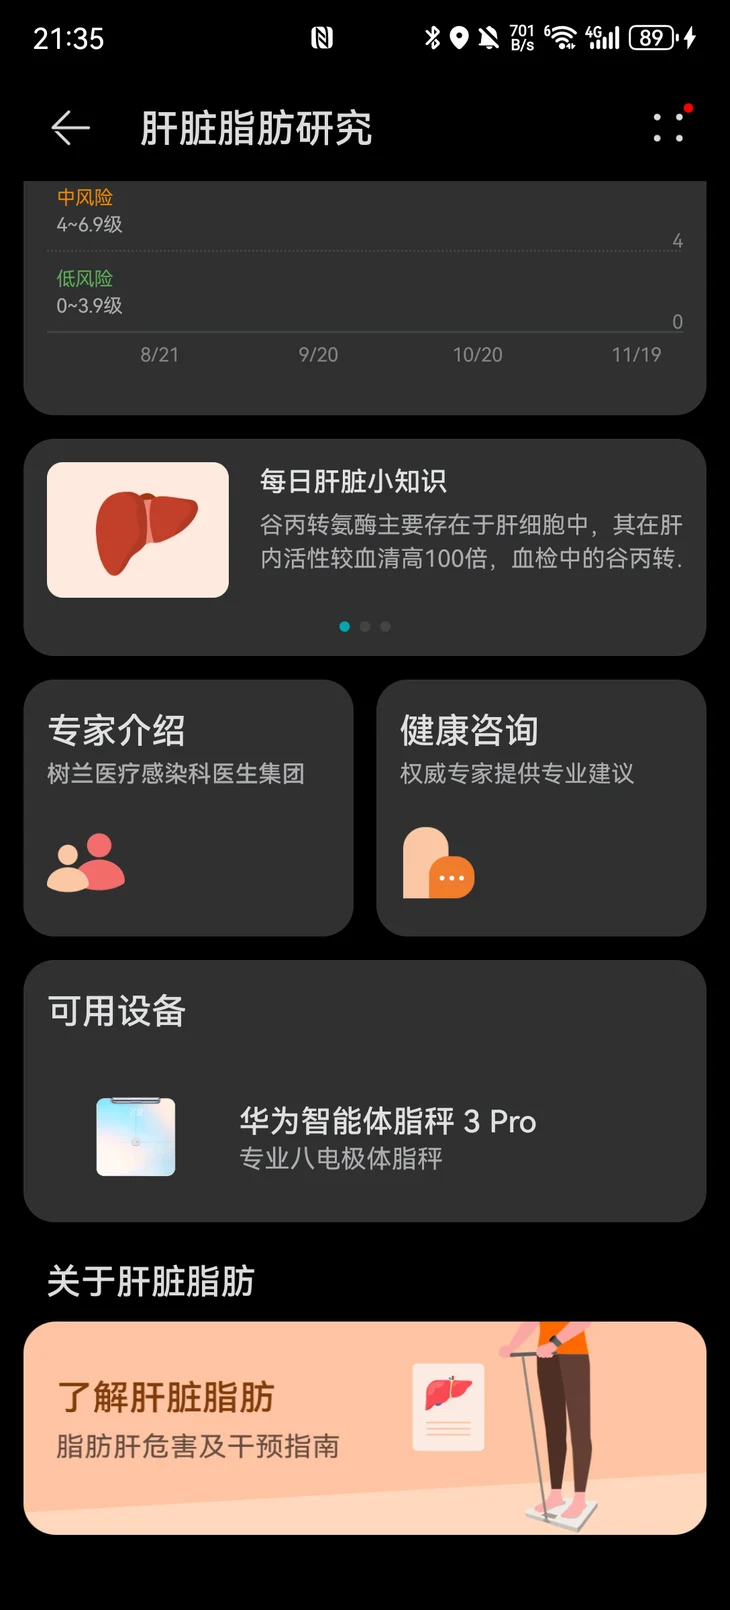 21:35
701 B/s
6
4G
89
肝脏脂肪研究
中风险
4~6.9级
4
低风险
0~3.9级
0
8/21 9/20 10/20 11/19
每日肝脏小知识
谷丙转氨酶主要存在于肝细胞中，其在肝
内活性较血清高100倍，血检中的谷丙转.
专家介绍
树兰医疗感染科医生集团
健康咨询
权威专家提供专业建议
可用设备
华为智能体脂秤 3 Pro
专业八电极体脂秤
关于肝脏脂肪
了解肝脏脂肪
脂肪肝危害及干预指南